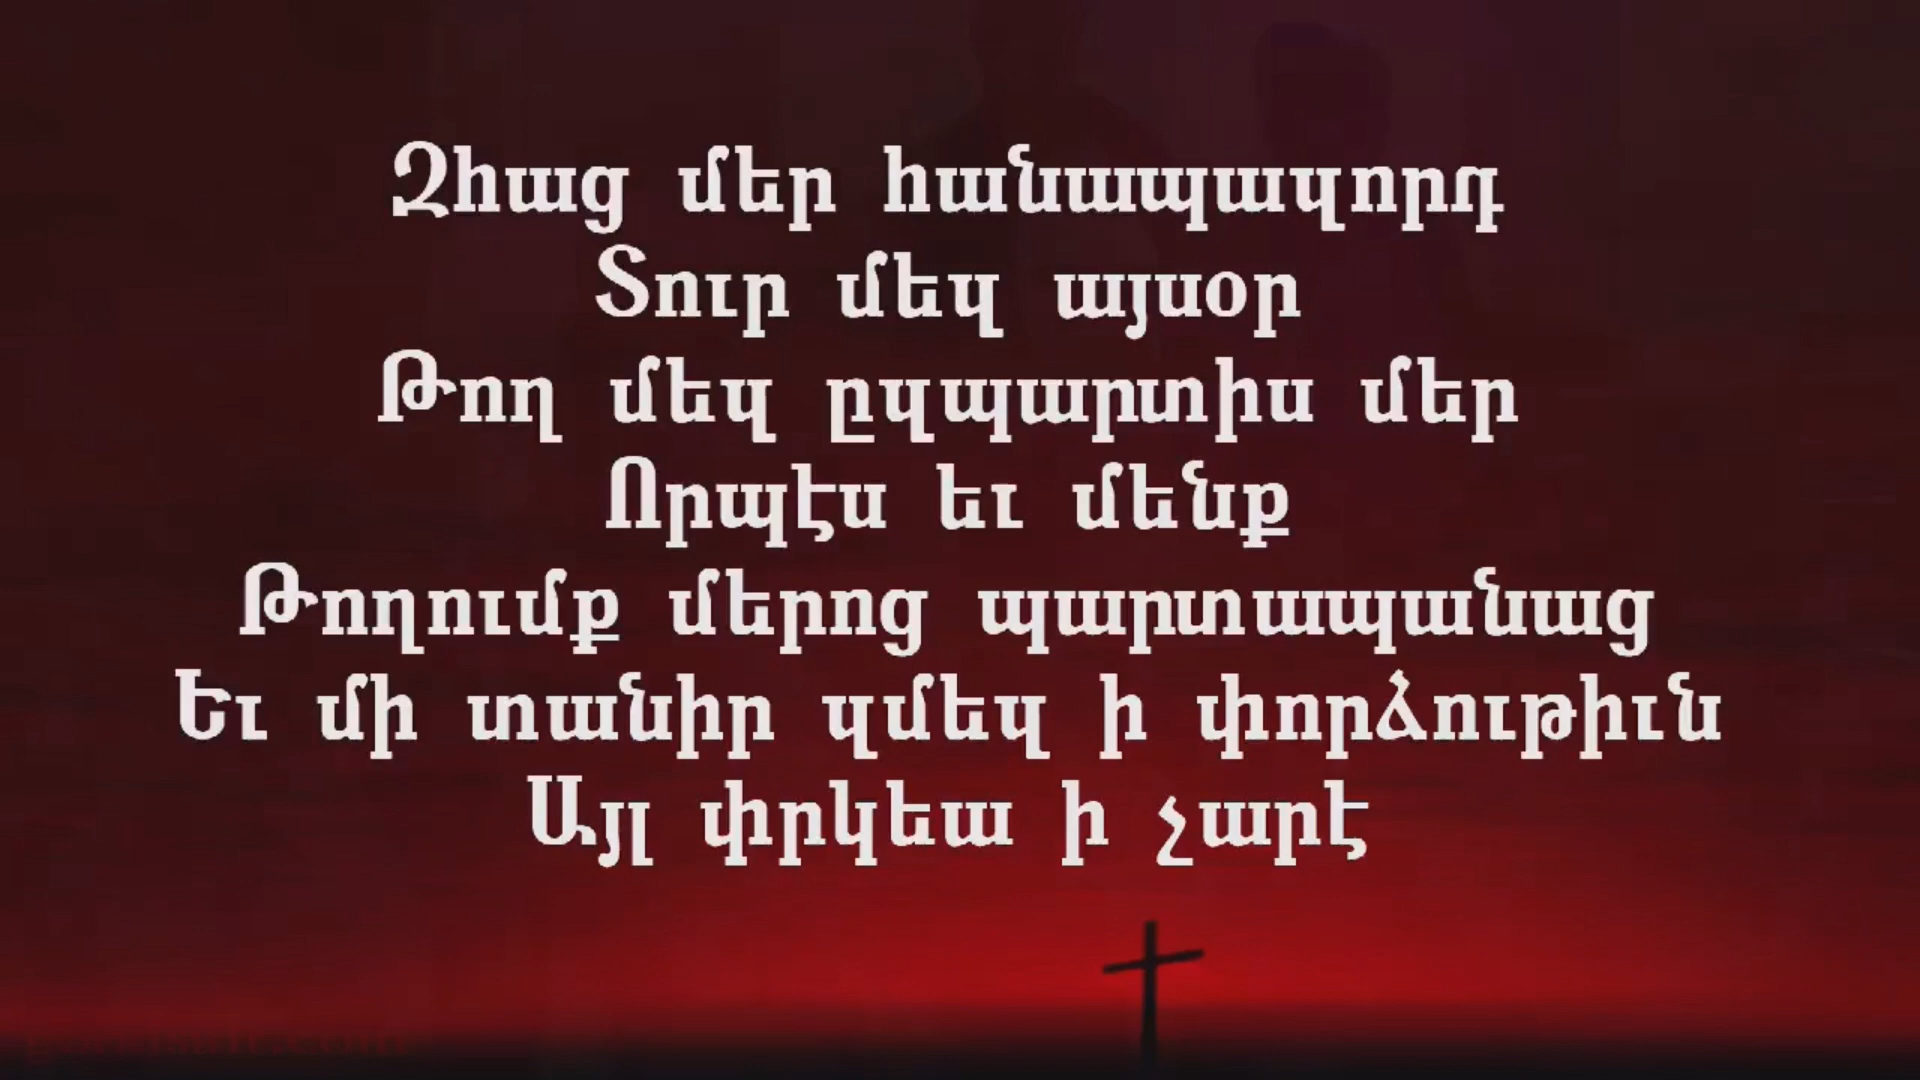 Զհաց մեր հանապազորդ
Տուր մեզ այսօր
Թող մեզ ըզպարտիս մեր
Որպէս եւ մենք
Թողումք մերոց պարտապանաց
Եւ մի տանիր զմեզ ի փորձութիւն
Այլ փրկեա ի չարէ